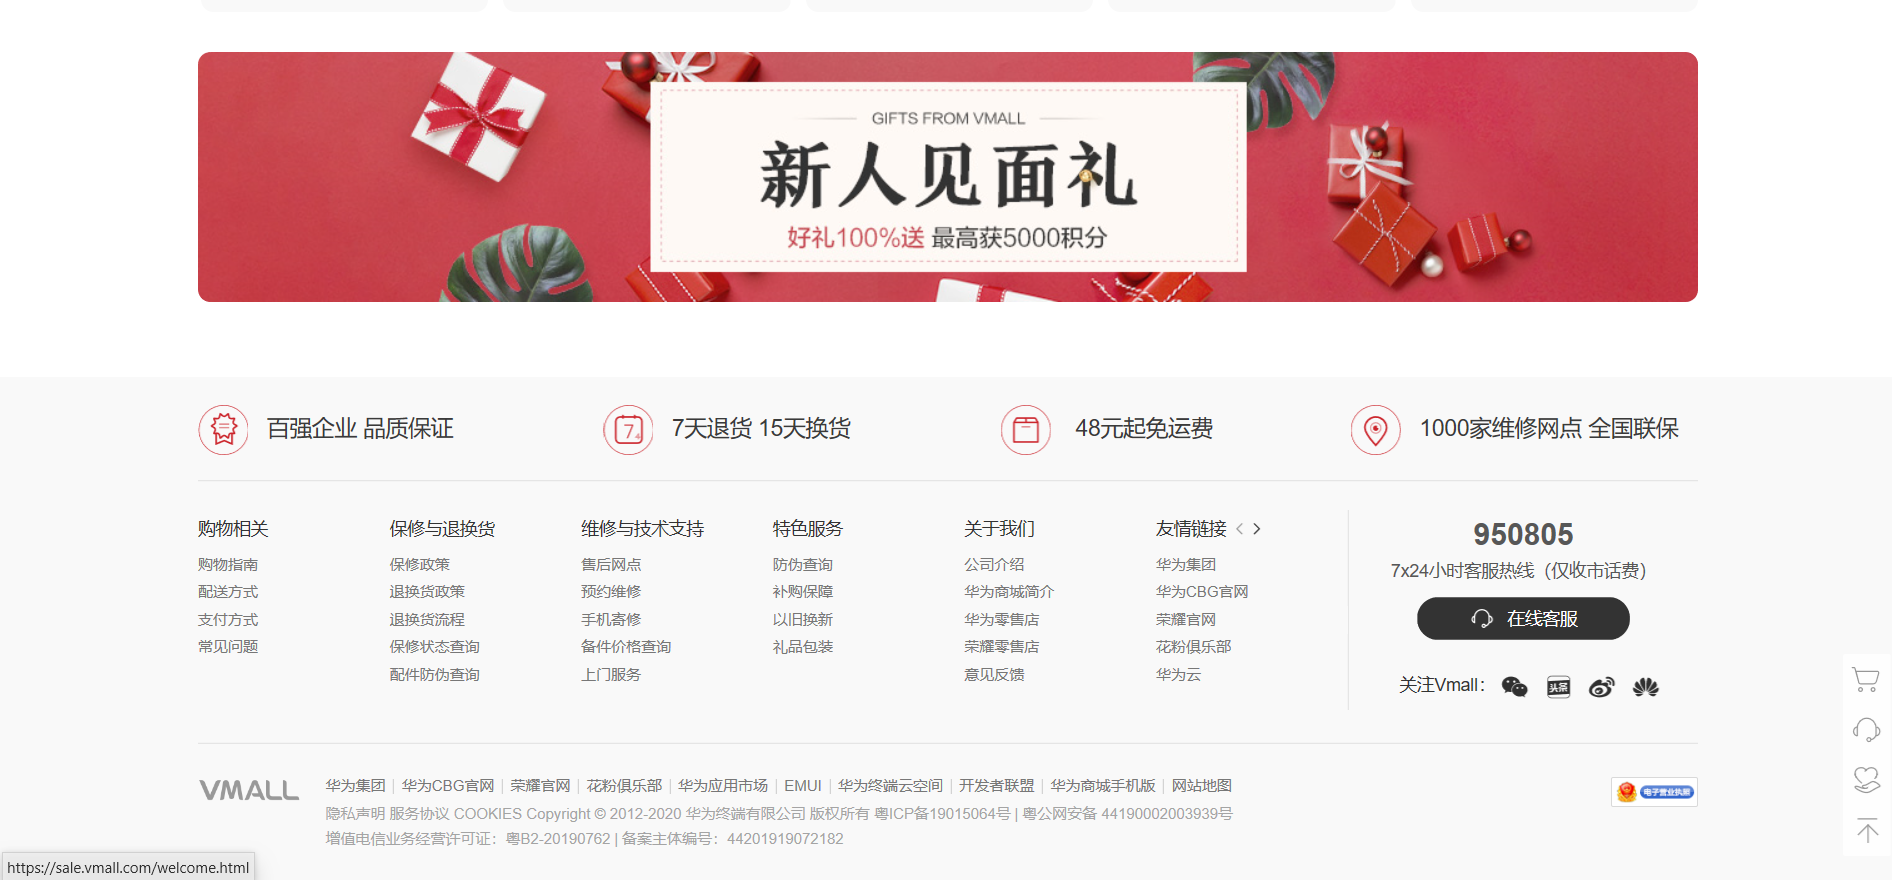 GIFTS FROM VMALL
新人见面礼
好礼100%送 最高获5000积分
百强企业 品质保证
7天退货 15天换货
48元起免运费
1000家维修网点 全国联保
购物相关
购物指南
配送方式
支付方式
常见问题
保修与退换货
保修政策
退换货政策
退换货流程
保修状态查询
配件防伪查询
维修与技术支持
售后网点
预约维修
手机寄修
备件价格查询
上门服务
特色服务
防伪查询
补购保障
以旧换新
礼品包装
关于我们
公司介绍
华为商城简介
华为零售店
荣耀零售店
意见反馈
友情链接 < >
华为集团
华为CBG官网
荣耀官网
花粉俱乐部
华为云
950805
7x24小时客服热线（仅收市话费）
在线客服
关注Vmall：
头条
VMALL
华为集团 | 华为CBG官网 | 荣耀官网 | 花粉俱乐部 | 华为应用市场 | EMUI | 华为终端云空间 | 开发者联盟 | 华为商城手机版 | 网站地图
隐私声明 服务协议 COOKIES Copyright © 2012-2020 华为终端有限公司 版权所有 粤ICP备19015064号 | 粤公网安备 44190002003939号
增值电信业务经营许可证：粤B2-20190762 | 备案主体编号：44201919072182
电子营业执照
https://sale.vmall.com/welcome.html